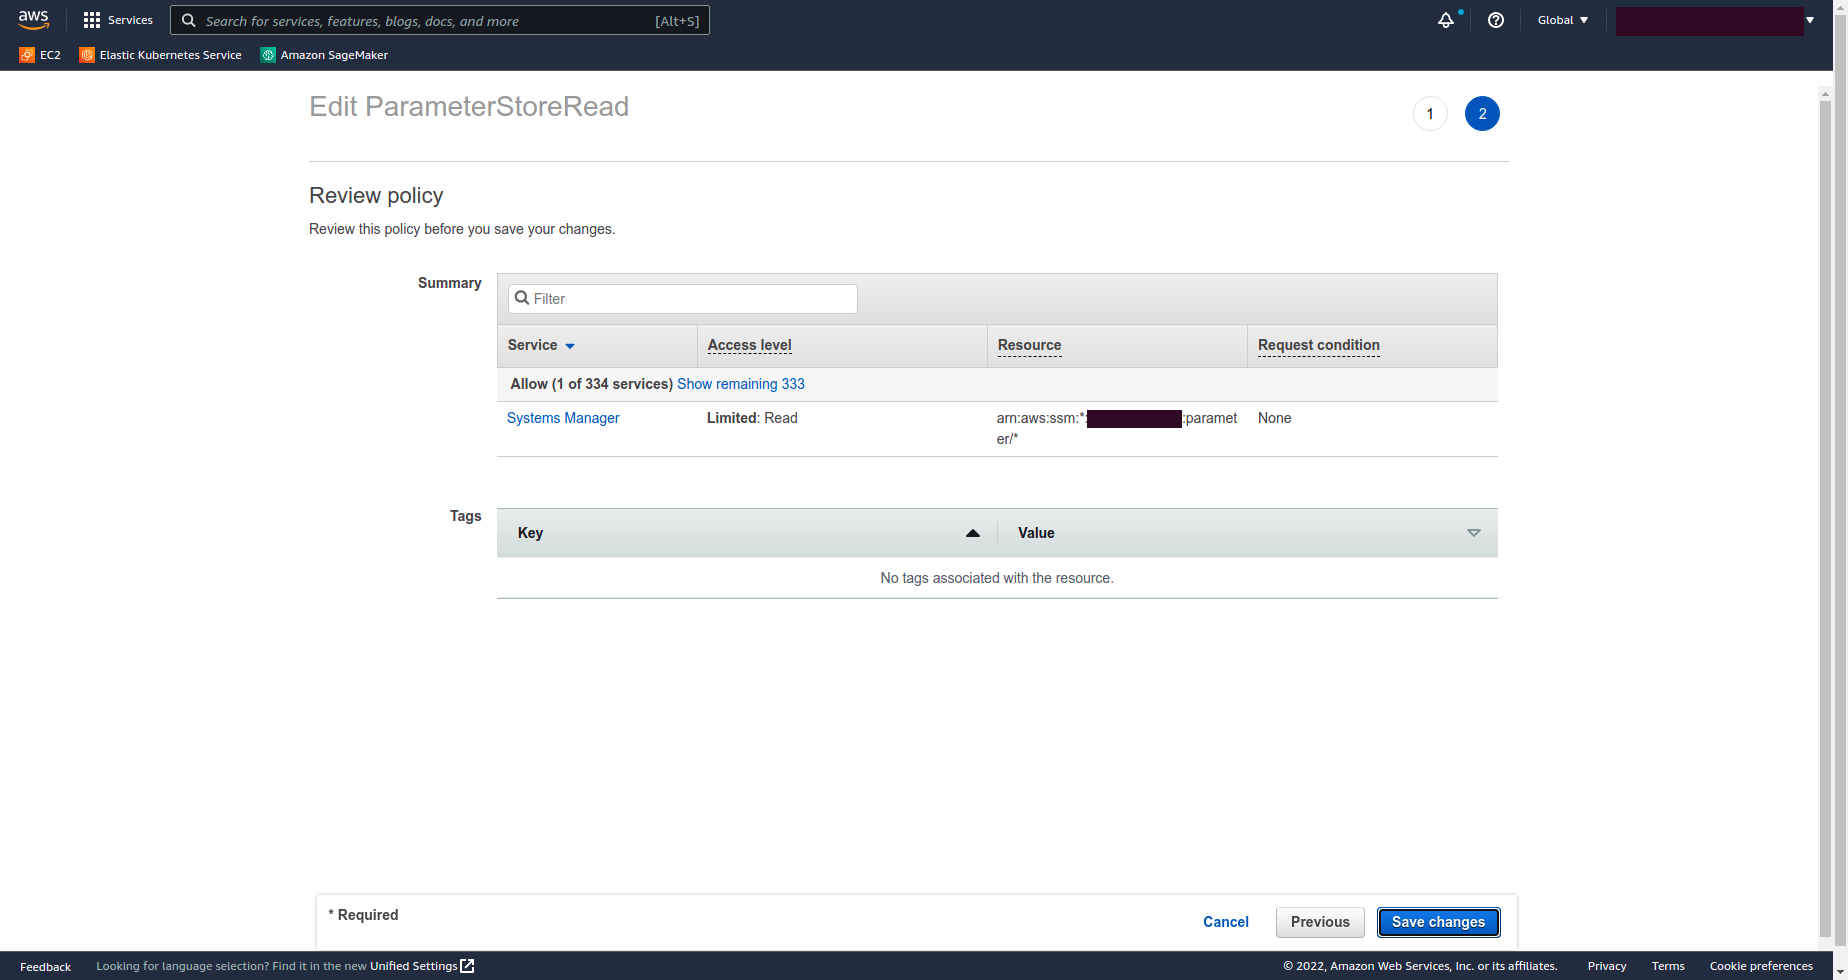 aws
Services
Search for services, features, blogs, docs, and more
[Alt+S]
Global
EC2
Elastic Kubernetes Service
Amazon SageMaker
Edit ParameterStoreRead
1
2
Review policy
Review this policy before you save your changes.
Summary
Filter
Service
Access level
Resource
Request condition
Allow (1 of 334 services) Show remaining 333
Systems Manager
Limited: Read
arn:aws:ssm:*: :paramet
er/*
None
Tags
Key
Value
No tags associated with the resource.
* Required
Cancel
Previous
Save changes
Feedback
Looking for language selection? Find it in the new Unified Settings
© 2022, Amazon Web Services, Inc. or its affiliates.
Privacy
Terms
Cookie preferences